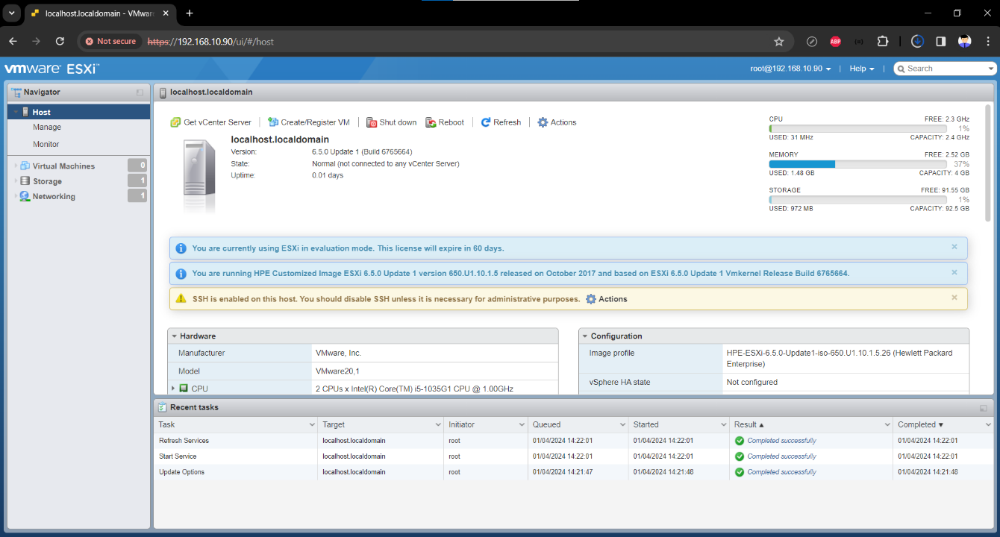 localhost.localdomain - VMwar
Not secure https://192.168.10.90/ui/#/host
ABP
vmware® ESXi™
root@192.168.10.90 | Help | Search
Navigator
Host
Manage
Monitor
Virtual Machines 0
Storage 1
Networking 1
localhost.localdomain
Get vCenter Server | Create/Register VM | Shut down Reboot | Refresh | Actions
localhost.localdomain
Version: 6.5.0 Update 1 (Build 6765664)
State: Normal (not connected to any vCenter Server)
Uptime: 0.01 days
CPU FREE: 2.3 GHz
1%
USED: 31 MHz CAPACITY: 2.4 GHz
MEMORY FREE: 2.52 GB
37%
USED: 1.48 GB CAPACITY: 4 GB
STORAGE FREE: 91.55 GB
1%
USED: 972 MB CAPACITY: 92.5 GB
You are currently using ESXi in evaluation mode. This license will expire in 60 days.
You are running HPE Customized Image ESXi 6.5.0 Update 1 version 650.U1.10.1.5 released on October 2017 and based on ESXi 6.5.0 Update 1 Vmkernel Release Build 6765664.
SSH is enabled on this host. You should disable SSH unless it is necessary for administrative purposes. Actions
Hardware
Manufacturer VMware, Inc.
Model VMware20,1
CPU 2 CPUs x Intel(R) Core(TM) i5-1035G1 CPU @ 1.00GHz
Configuration
Image profile HPE-ESXi-6.5.0-Update1-iso-650.U1.10.1.5.26 (Hewlett Packard
Enterprise)
vSphere HA state Not configured
Recent tasks
Task Target Initiator Queued Started Result ▲ Completed ▼
Refresh Services localhost.localdomain root 01/04/2024 14:22:01 01/04/2024 14:22:01 Completed successfully 01/04/2024 14:22:01
Start Service localhost.localdomain root 01/04/2024 14:22:01 01/04/2024 14:22:01 Completed successfully 01/04/2024 14:22:01
Update Options localhost.localdomain root 01/04/2024 14:21:47 01/04/2024 14:21:48 Completed successfully 01/04/2024 14:21:48